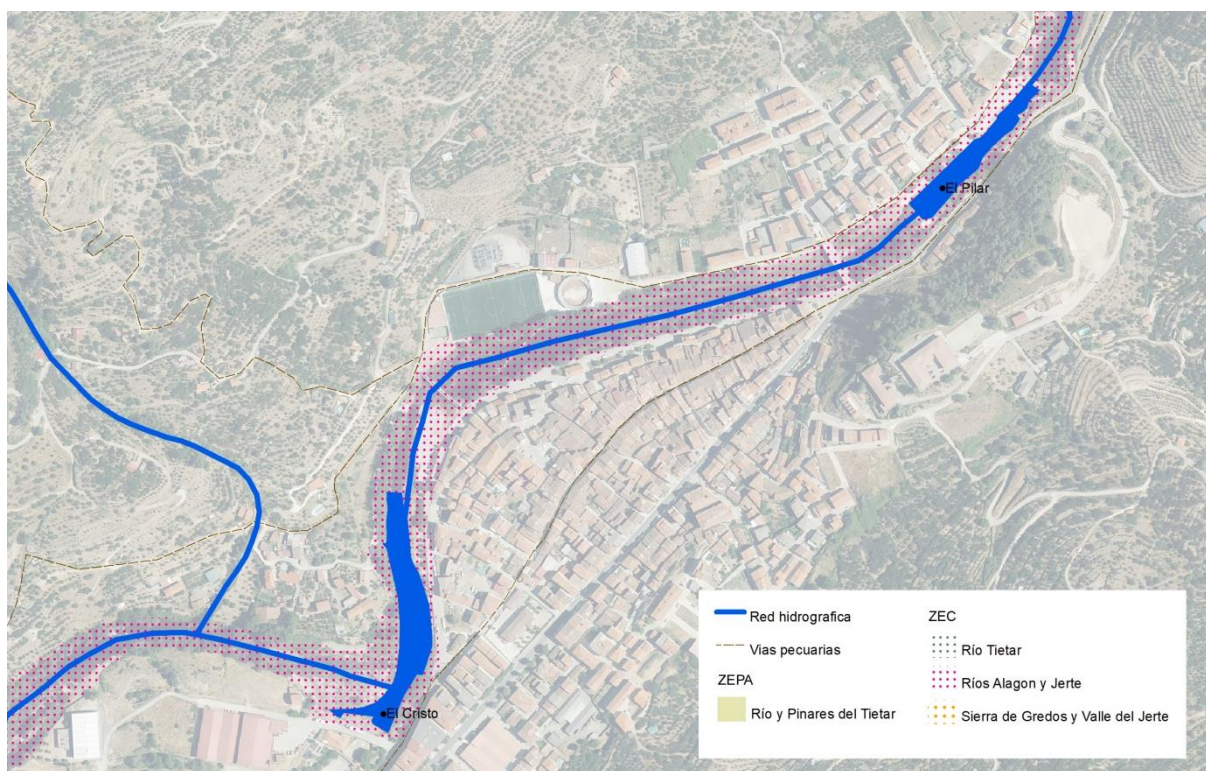 El Pilar
El Cristo
Red hidrografica
Vias pecuarias
ZEPA
Río y Pinares del Tietar
ZEC
Río Tietar
Ríos Alagon y Jerte
Sierra de Gredos y Valle del Jerte